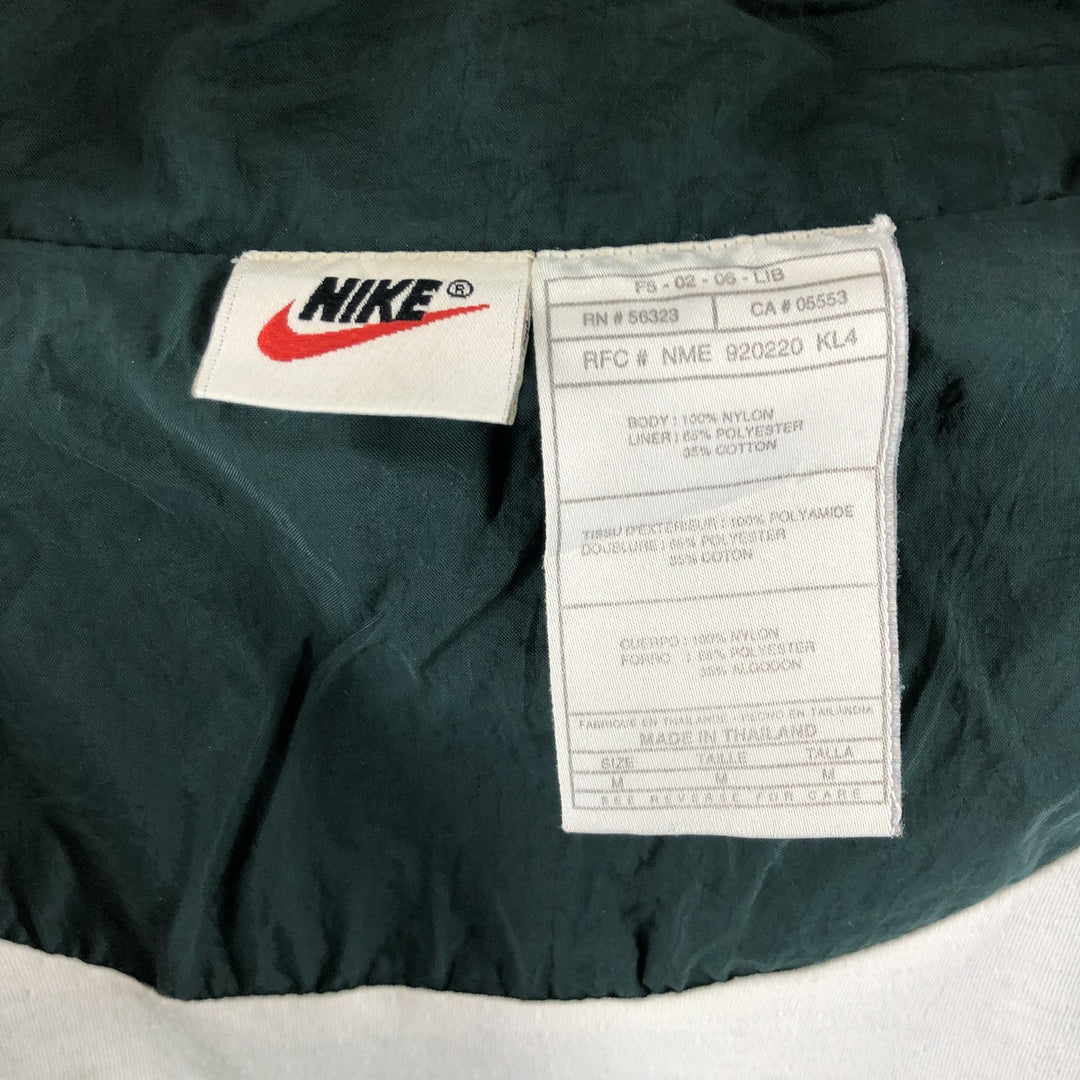 NIKE®
FS - 02 - 06 - LIB
RN # 56323
CA # 05553
RFC # NME 920220 KL4
BODY : 100% NYLON
LINER : 65% POLYESTER
35% COTTON
TISSU D'EXTERIEUR : 100% POLYAMIDE
DOUBLURE : 65% POLYESTER
35% COTON
CUERPO : 100% NYLON
FORRO : 65% POLYESTER
35% ALGODON
FABRIQUE EN THAILANDE / HECHO EN TAILANDIA
MADE IN THAILAND
SIZE TAILLE TALLA
M M M
SEE REVERSE FOR CARE